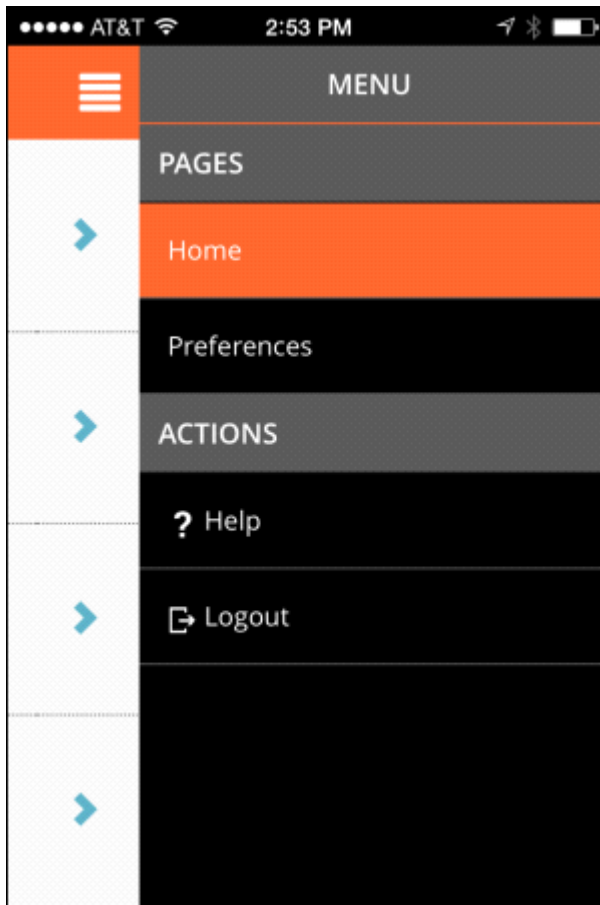 AT&T 2:53 PM
MENU
PAGES
Home
Preferences
ACTIONS
? Help
Logout